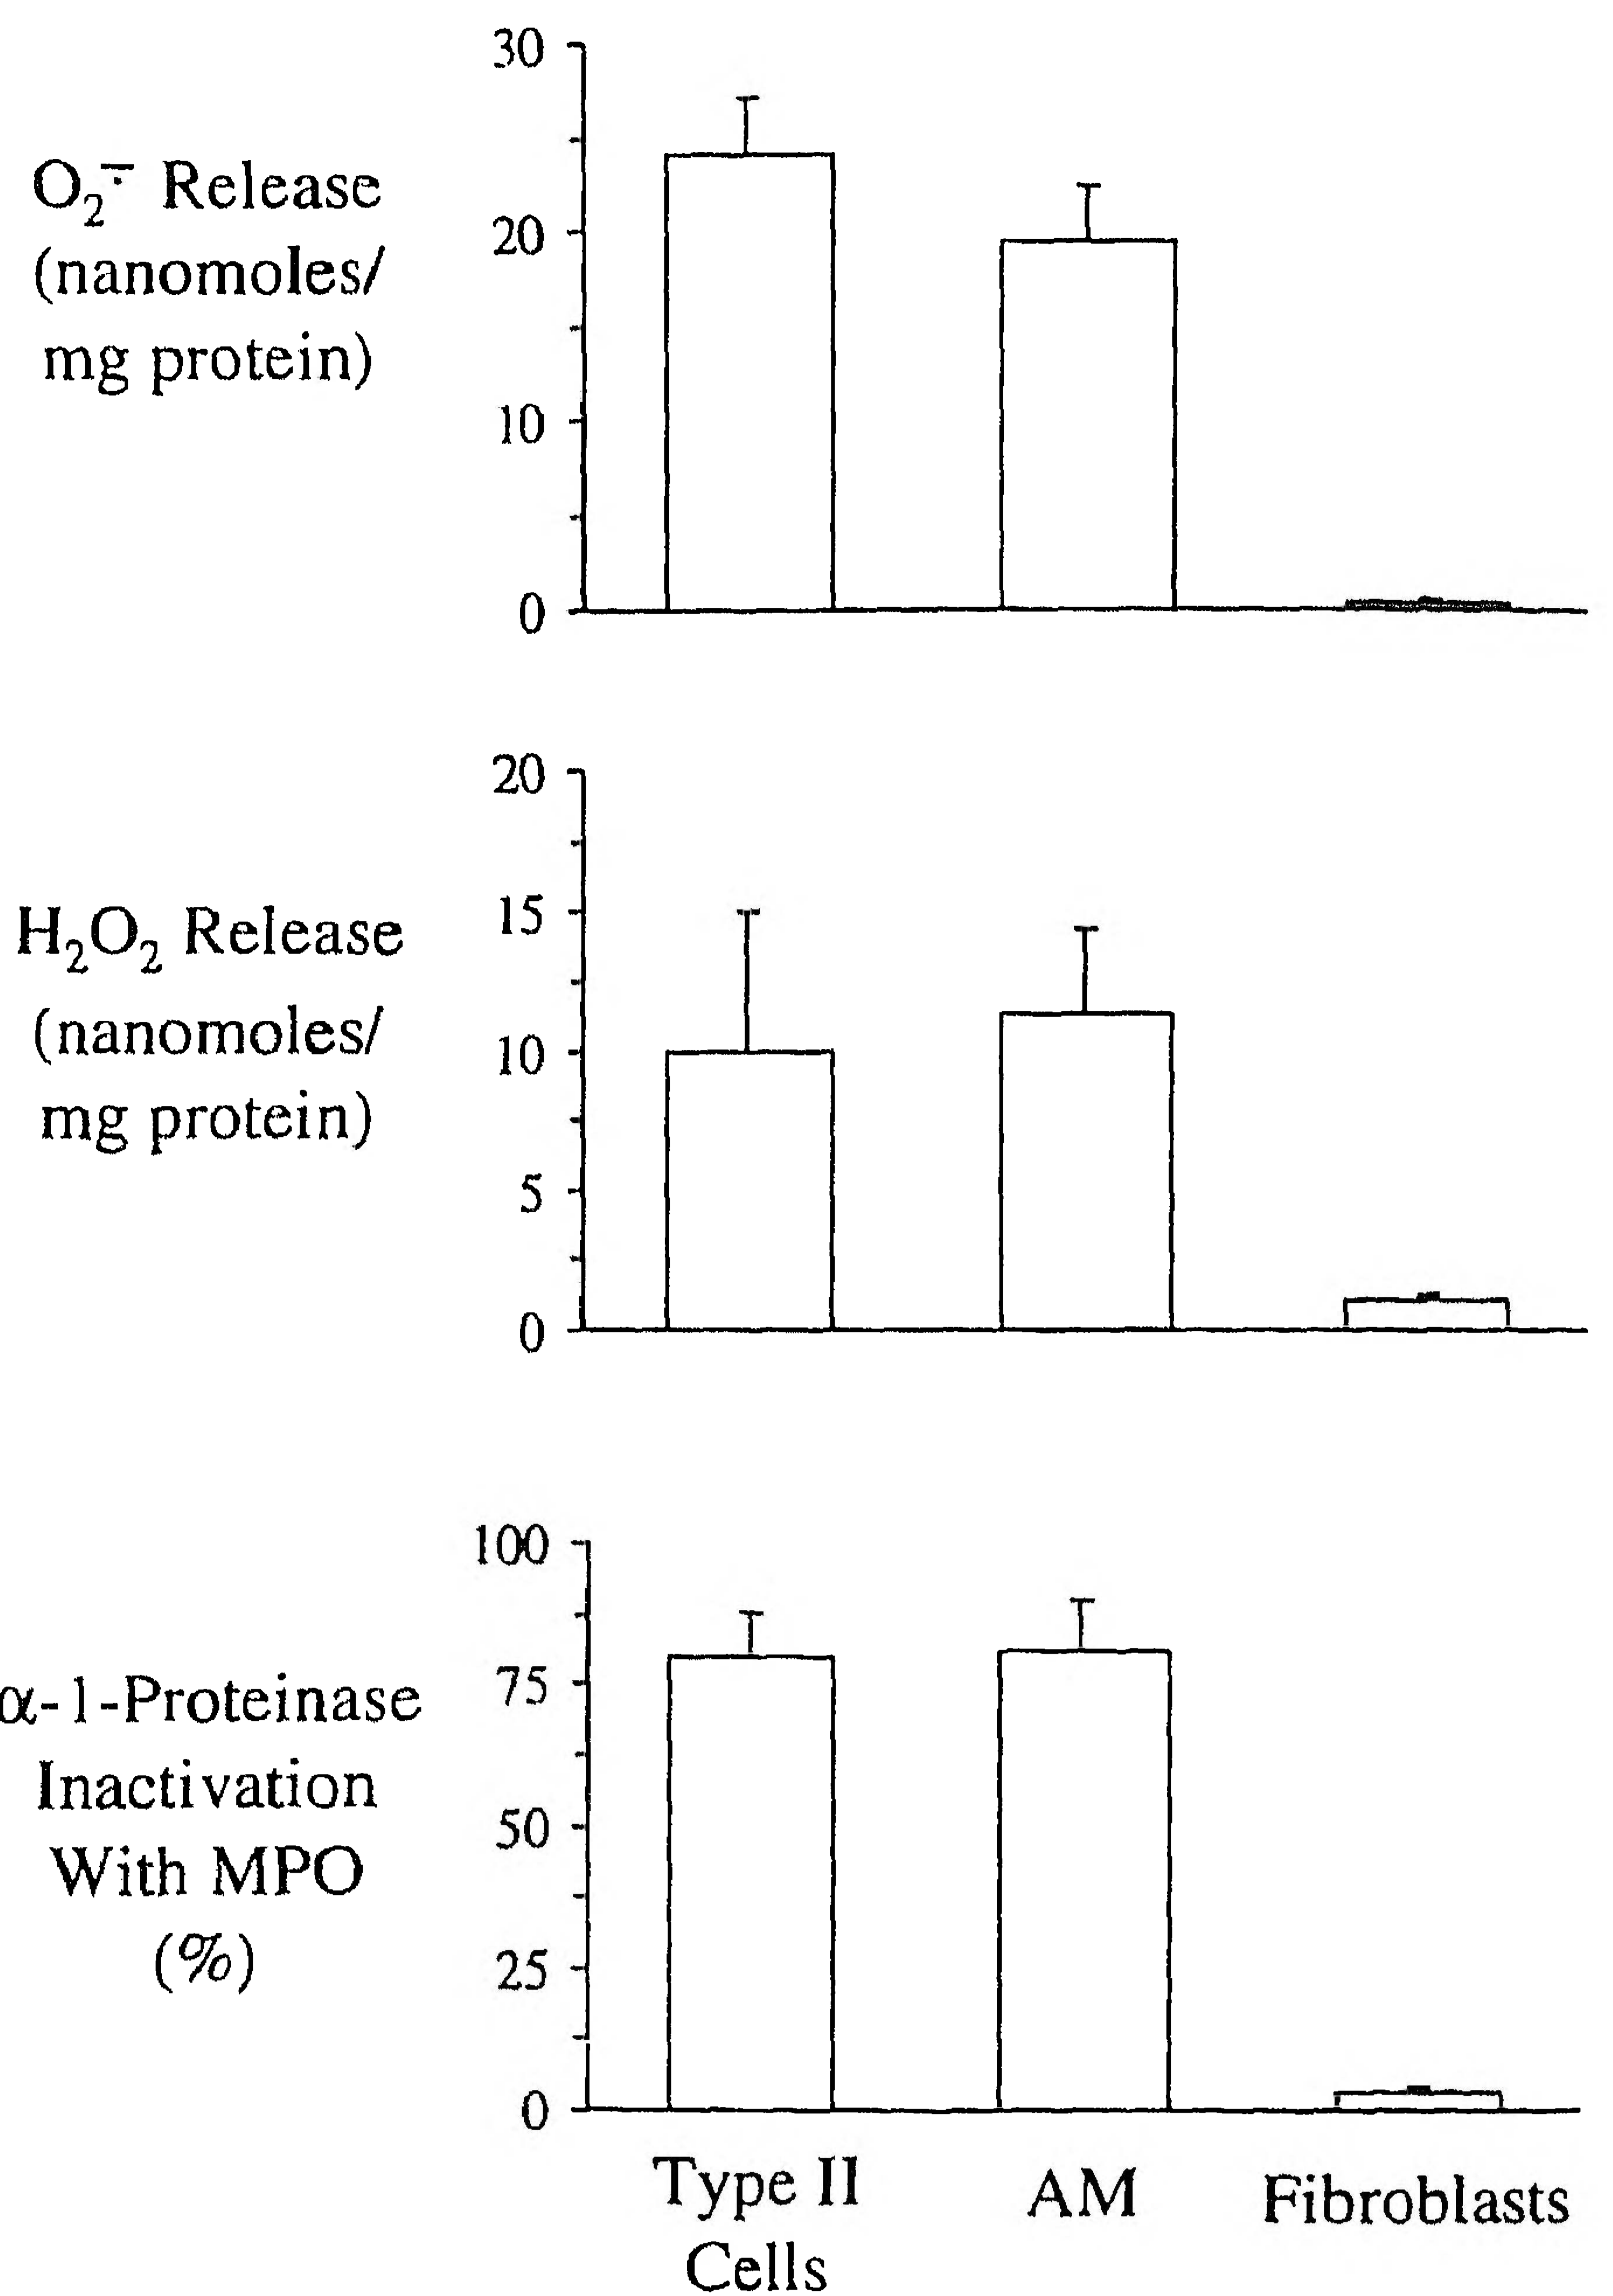 30
O₂⁻̣ Release
(nanomoles/
mg protein)
20
10
0
20
H₂O₂ Release
(nanomoles/
mg protein)
15
10
5
0
100
α-1-Proteinase
Inactivation
With MPO
(%)
75
50
25
0
Type II
Cells
AM
Fibroblasts